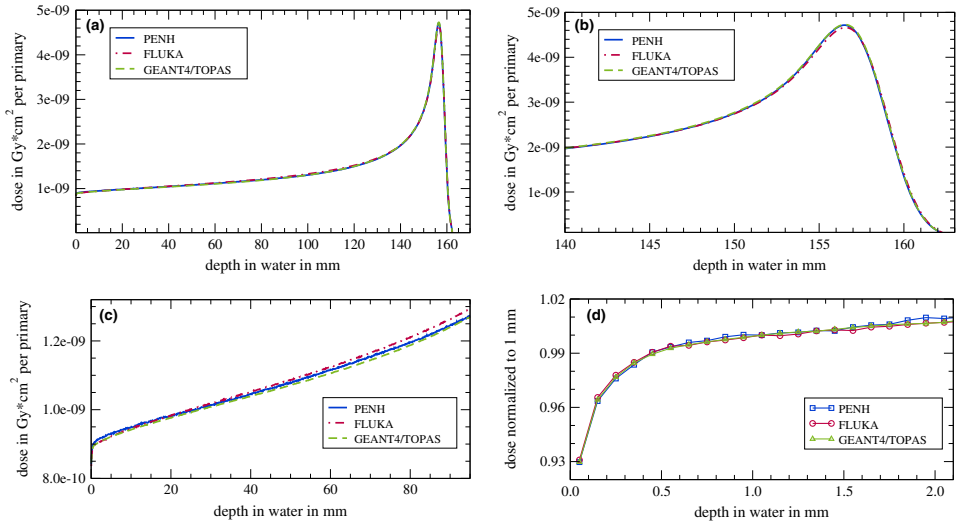 (a)
dose in Gy*cm2 per primary
5e-09
4e-09
3e-09
2e-09
1e-09
PENH
FLUKA
GEANT4/TOPAS
0 20 40 60 80 100 120 140 160
depth in water in mm
(b)
dose in Gy*cm2 per primary
5e-09
4e-09
3e-09
2e-09
1e-09
PENH
FLUKA
GEANT4/TOPAS
140 145 150 155 160
depth in water in mm
(c)
dose in Gy*cm2 per primary
1.2e-09
1.0e-09
8.0e-10
PENH
FLUKA
GEANT4/TOPAS
0 20 40 60 80
depth in water in mm
(d)
dose normalized to 1 mm
1.02
0.99
0.96
0.93
PENH
FLUKA
GEANT4/TOPAS
0.0 0.5 1.0 1.5 2.0
depth in water in mm